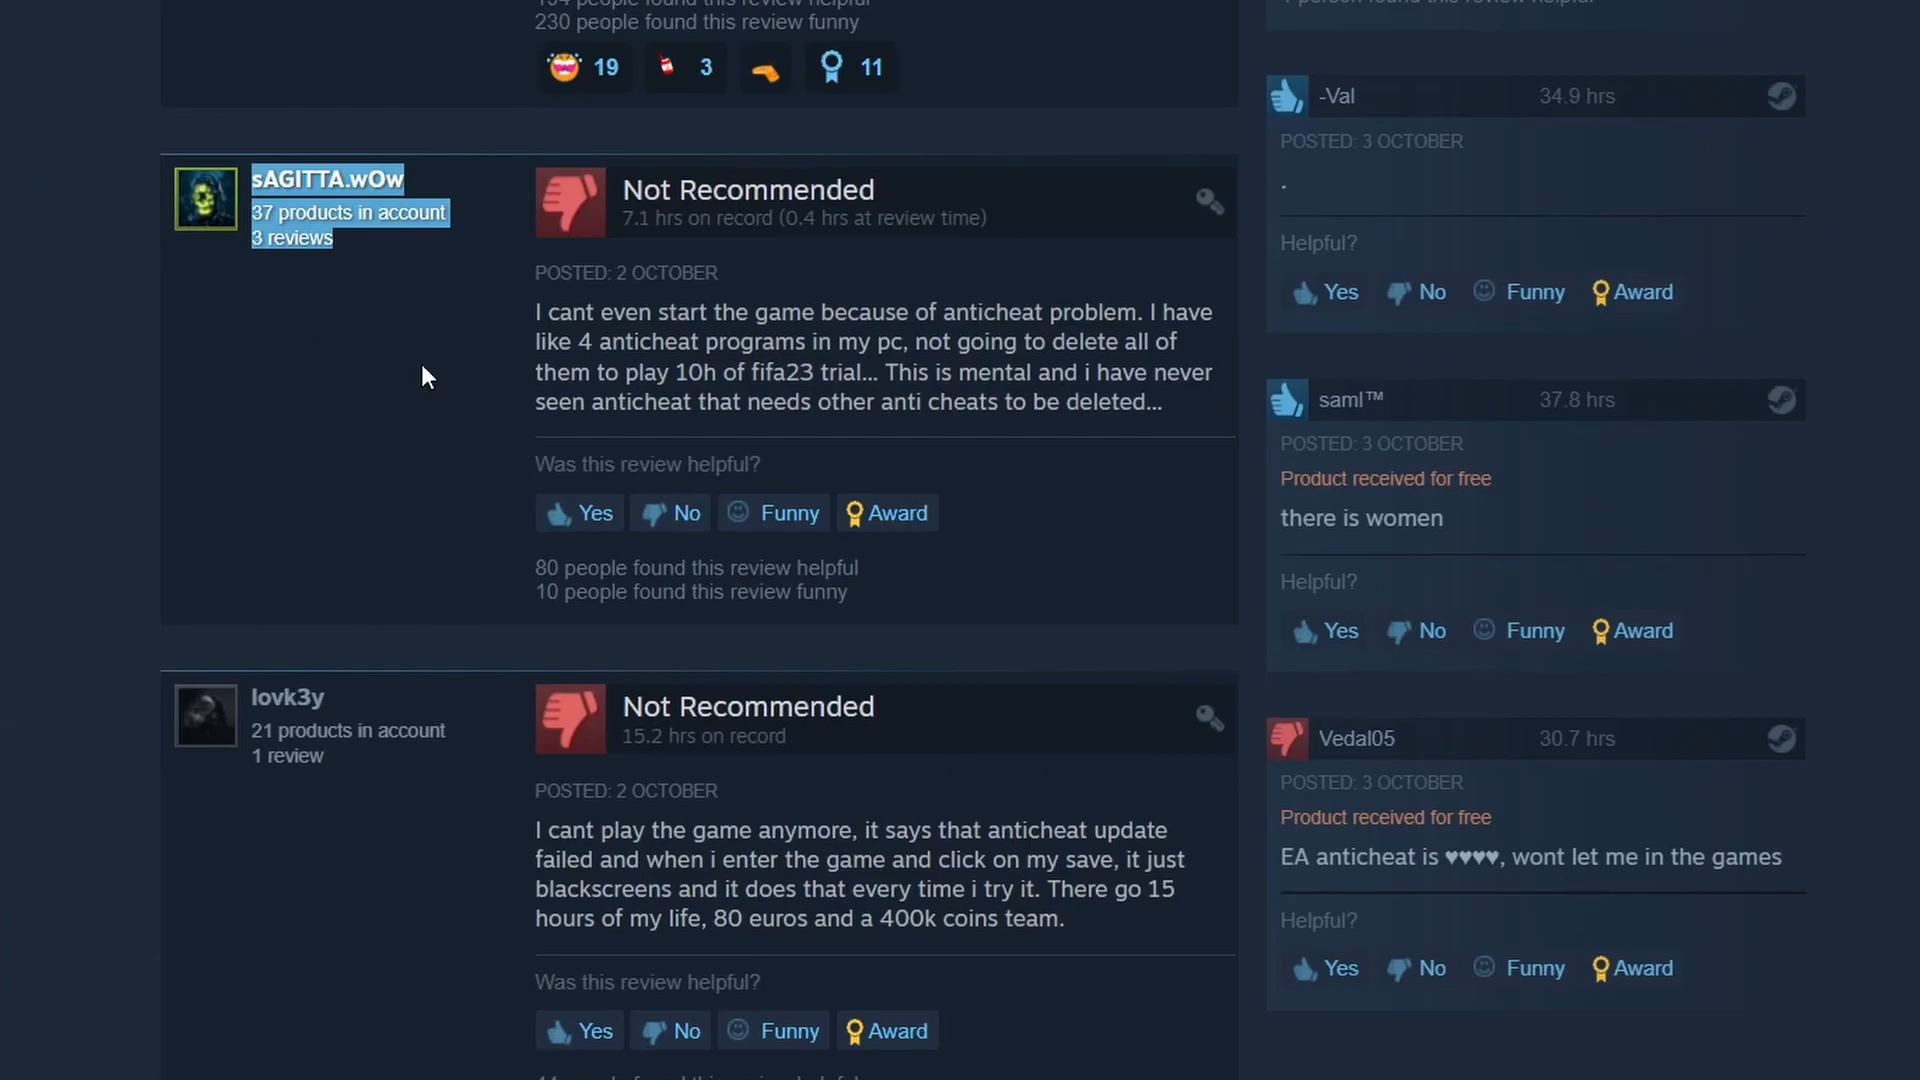 230 people found this review funny
19
3
11
sAGITTA.wOw
37 products in account
3 reviews
Not Recommended
7.1 hrs on record (0.4 hrs at review time)
POSTED: 2 OCTOBER
I cant even start the game because of anticheat problem. I have
like 4 anticheat programs in my pc, not going to delete all of
them to play 10h of fifa23 trial... This is mental and i have never
seen anticheat that needs other anti cheats to be deleted...
Was this review helpful?
Yes
No
Funny
Award
80 people found this review helpful
10 people found this review funny
lovk3y
21 products in account
1 review
Not Recommended
15.2 hrs on record
POSTED: 2 OCTOBER
I cant play the game anymore, it says that anticheat update
failed and when i enter the game and click on my save, it just
blackscreens and it does that every time i try it. There go 15
hours of my life, 80 euros and a 400k coins team.
Was this review helpful?
Yes
No
Funny
Award
-Val
34.9 hrs
POSTED: 3 OCTOBER
.
Helpful?
Yes
No
Funny
Award
saml™
37.8 hrs
POSTED: 3 OCTOBER
Product received for free
there is women
Helpful?
Yes
No
Funny
Award
Vedal05
30.7 hrs
POSTED: 3 OCTOBER
Product received for free
EA anticheat is ♥♥♥♥, wont let me in the games
Helpful?
Yes
No
Funny
Award